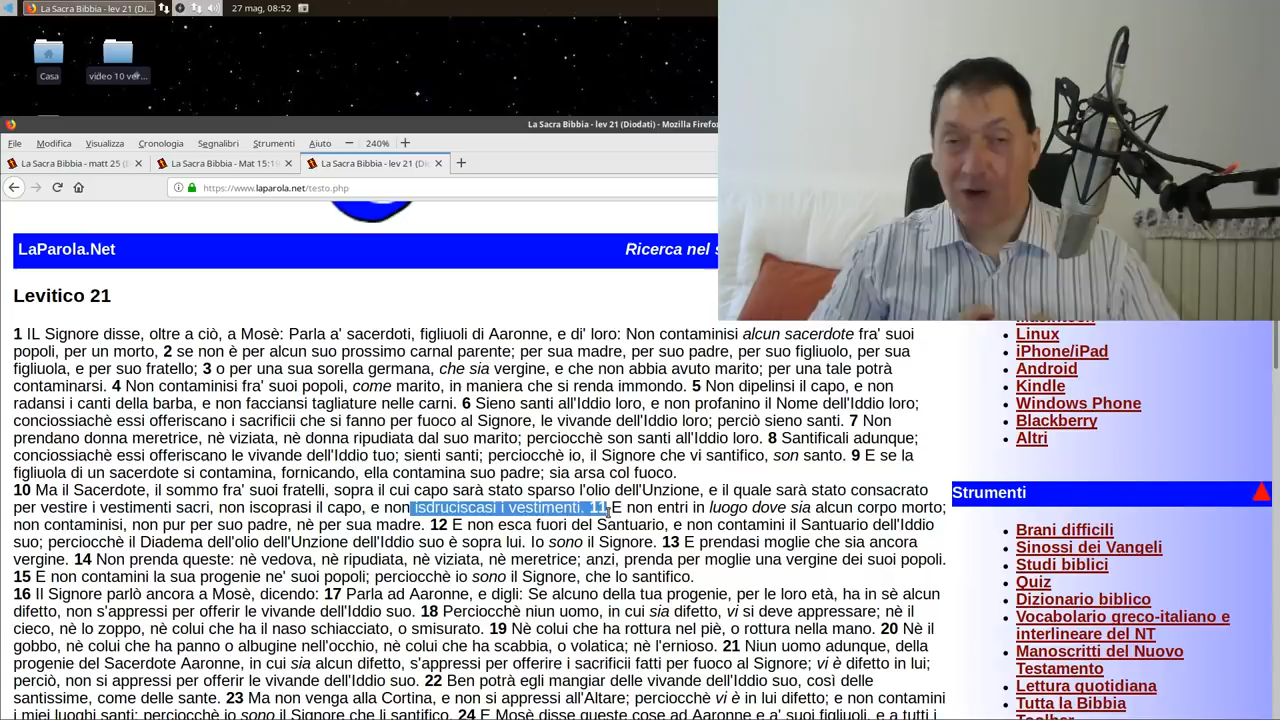 La Sacra Bibbia - lev 21 (Di...
27 mag, 08:52
Casa
video 10 ver...
La Sacra Bibbia - lev 21 (Diodati) - Mozilla Firefox
File Modifica Visualizza Cronologia Segnalibri Strumenti Aiuto 240%
La Sacra Bibbia - matt 25 (D
La Sacra Bibbia - Mat 15:19
La Sacra Bibbia - lev 21 (Di
https://www.laparola.net/testo.php
LaParola.Net
Ricerca nel s
Levitico 21
1 IL Signore disse, oltre a ciò, a Mosè: Parla a' sacerdoti, figliuoli di Aaronne, e di' loro: Non contaminisi alcun sacerdote fra' suoi
popoli, per un morto, 2 se non è per alcun suo prossimo carnal parente; per sua madre, per suo padre, per suo figliuolo, per sua
figliuola, e per suo fratello; 3 o per una sua sorella germana, che sia vergine, e che non abbia avuto marito; per una tale potrà
contaminarsi. 4 Non contaminisi fra' suoi popoli, come marito, in maniera che si renda immondo. 5 Non dipelinsi il capo, e non
radansi i canti della barba, e non facciansi tagliature nelle carni. 6 Sieno santi all'Iddio loro, e non profanino il Nome dell'Iddio loro;
conciossiachè essi offeriscano i sacrificii che si fanno per fuoco al Signore, le vivande dell'Iddio loro; perciò sieno santi. 7 Non
prendano donna meretrice, nè viziata, nè donna ripudiata dal suo marito; perciocchè son santi all'Iddio loro. 8 Santificali adunque;
conciossiachè essi offeriscano le vivande dell'Iddio tuo; sienti santi; perciocchè io, il Signore che vi santifico, son santo. 9 E se la
figliuola di un sacerdote si contamina, fornicando, ella contamina suo padre; sia arsa col fuoco.
10 Ma il Sacerdote, il sommo fra' suoi fratelli, sopra il cui capo sarà stato sparso l'olio dell'Unzione, e il quale sarà stato consacrato
per vestire i vestimenti sacri, non iscoprasi il capo, e non isdruciscasi i vestimenti. 11 E non entri in luogo dove sia alcun corpo morto;
non contaminisi, non pur per suo padre, nè per sua madre. 12 E non esca fuori del Santuario, e non contamini il Santuario dell'Iddio
suo; perciocchè il Diadema dell'olio dell'Unzione dell'Iddio suo è sopra lui. Io sono il Signore. 13 E prendasi moglie che sia ancora
vergine. 14 Non prenda queste: nè vedova, nè ripudiata; nè viziata, nè meretrice; anzi, prenda per moglie una vergine dei suoi popoli.
15 E non contamini la sua progenie ne' suoi popoli; perciocchè io sono il Signore, che lo santifico.
16 Il Signore parlò ancora a Mosè, dicendo: 17 Parla ad Aaronne, e digli: Se alcuno della tua progenie, per le loro età, ha in sè alcun
difetto, non s'appressi per offerir le vivande dell'Iddio suo. 18 Perciocchè niun uomo, in cui sia difetto, vi si deve appressare; nè il
cieco, nè lo zoppo, nè colui che ha il naso schiacciato, o smisurato. 19 Nè colui che ha rottura nel piè, o rottura nella mano. 20 Nè il
gobbo, nè colui che ha panno o albugine nell'occhio, nè colui che ha scabbia, o volatica; nè l'ernioso. 21 Niun uomo adunque, della
progenie del Sacerdote Aaronne, in cui sia alcun difetto, s'appressi per offerire i sacrificii fatti per fuoco al Signore; vi è difetto in lui;
perciò, non si appressi per offerir le vivande dell'Iddio suo. 22 Ben potrà egli mangiar delle vivande dell'Iddio suo, così delle
santissime, come delle sante. 23 Ma non venga alla Cortina, e non si appressi all'Altare; perciocchè vi è in lui difetto; e non contamini
i miei luoghi santi; perciocchè io sono il Signore che li santifico. 24 E Mosè disse queste cose ad Aaronne e a' suoi figliuoli, e a tutti i
Linux
iPhone/iPad
Android
Kindle
Windows Phone
Blackberry
Altri
Strumenti
Brani difficili
Sinossi dei Vangeli
Studi biblici
Quiz
Dizionario biblico
Vocabolario greco-italiano e
interlineare del NT
Manoscritti del Nuovo
Testamento
Lettura quotidiana
Tutta la Bibbia